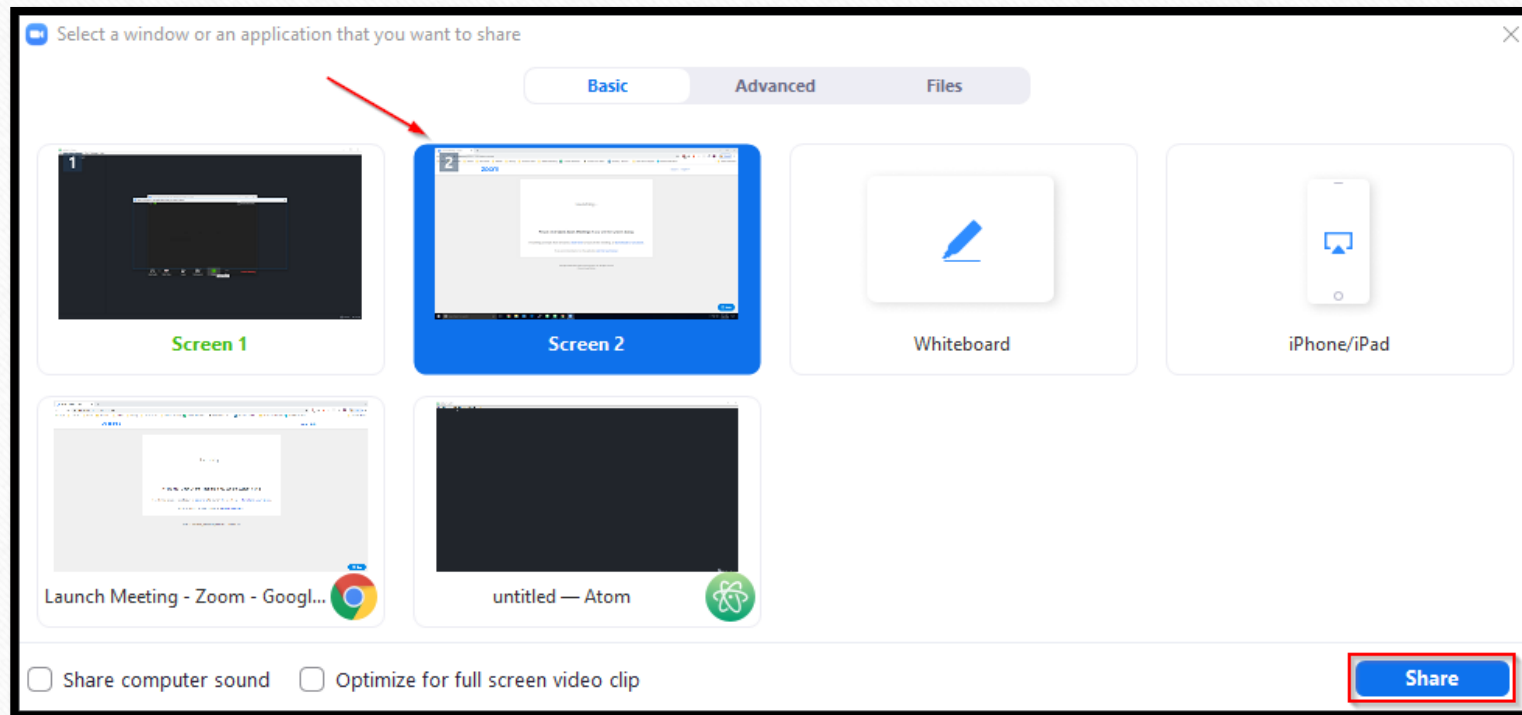 Select a window or an application that you want to share
Basic Advanced Files
1
2
zoom
Screen 1
Screen 2
Whiteboard
iPhone/iPad
Launch Meeting - Zoom - Googl...
untitled — Atom
Share computer sound
Optimize for full screen video clip
Share